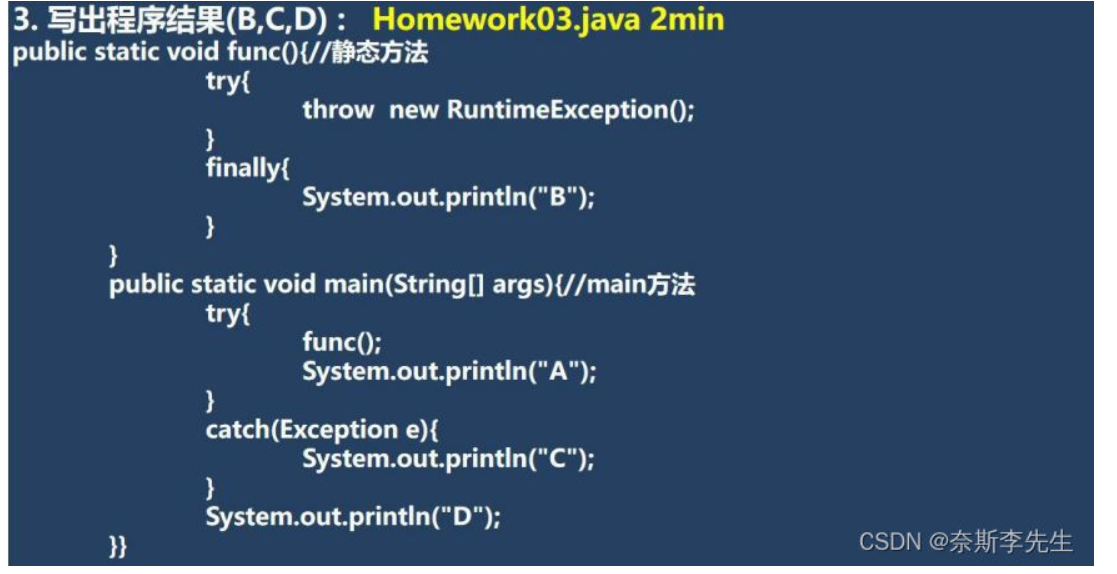 3. 写出程序结果(B,C,D) : Homework03.java 2min
public static void func(){//静态方法
try{
throw new RuntimeException();
}
finally{
System.out.println("B");
}
}
public static void main(String[] args){//main方法
try{
func();
System.out.println("A");
}
catch(Exception e){
System.out.println("C");
}
System.out.println("D");
}}
CSDN @奈斯李先生